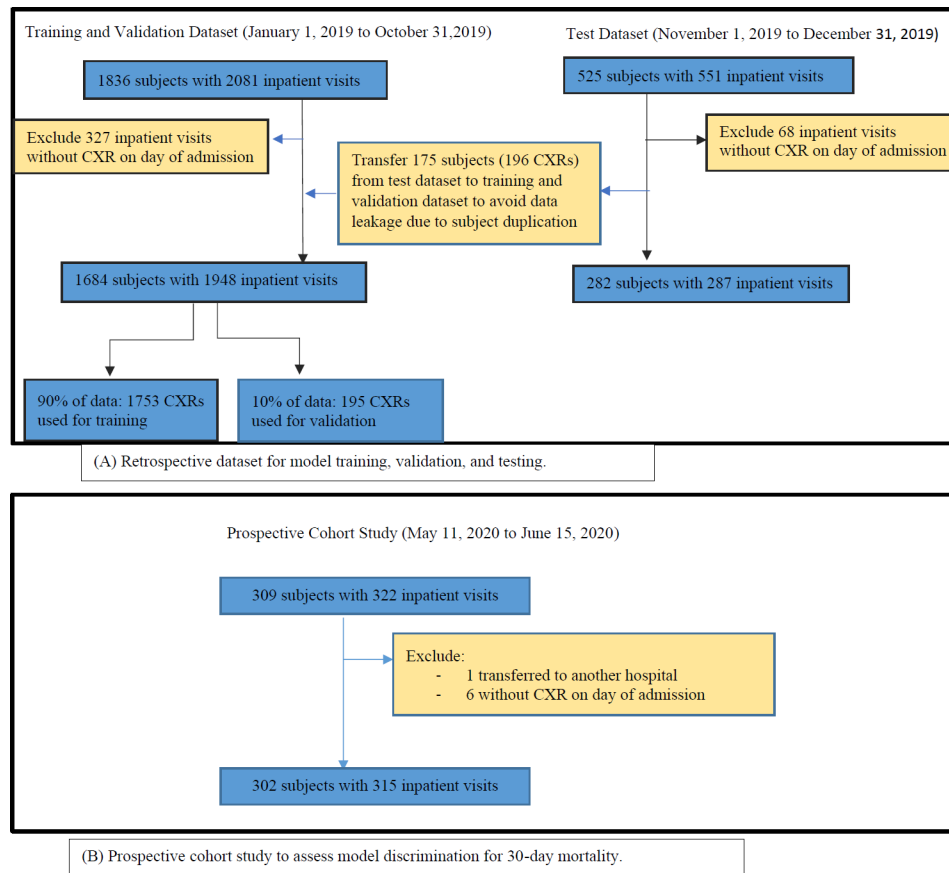 Training and Validation Dataset (January 1, 2019 to October 31,2019)
Test Dataset (November 1, 2019 to December 31, 2019)
1836 subjects with 2081 inpatient visits
525 subjects with 551 inpatient visits
Exclude 327 inpatient visits
without CXR on day of admission
Exclude 68 inpatient visits
without CXR on day of admission
Transfer 175 subjects (196 CXRs)
from test dataset to training and
validation dataset to avoid data
leakage due to subject duplication
1684 subjects with 1948 inpatient visits
282 subjects with 287 inpatient visits
90% of data: 1753 CXRs
used for training
10% of data: 195 CXRs
used for validation
(A) Retrospective dataset for model training, validation, and testing.
Prospective Cohort Study (May 11, 2020 to June 15, 2020)
309 subjects with 322 inpatient visits
Exclude:
- 1 transferred to another hospital
- 6 without CXR on day of admission
302 subjects with 315 inpatient visits
(B) Prospective cohort study to assess model discrimination for 30-day mortality.